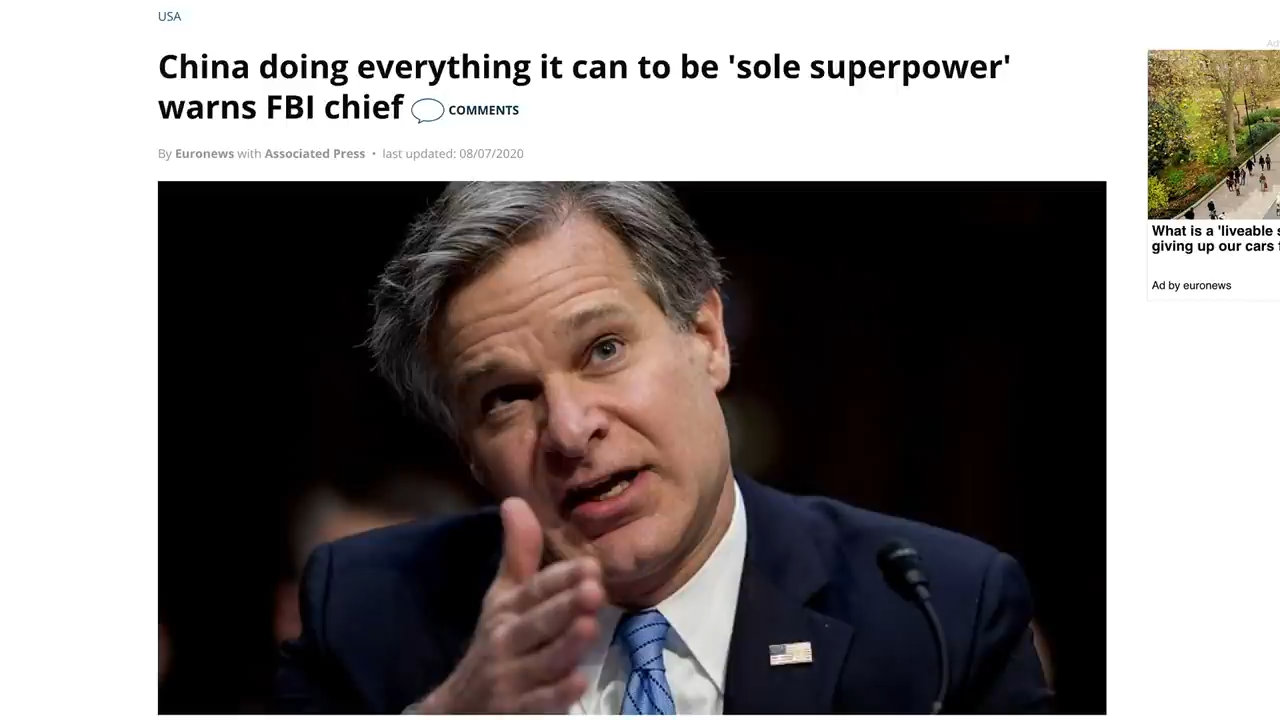 USA
China doing everything it can to be 'sole superpower'
warns FBI chief COMMENTS
By Euronews with Associated Press • last updated: 08/07/2020
What is a 'liveable
giving up our cars
Ad by euronews